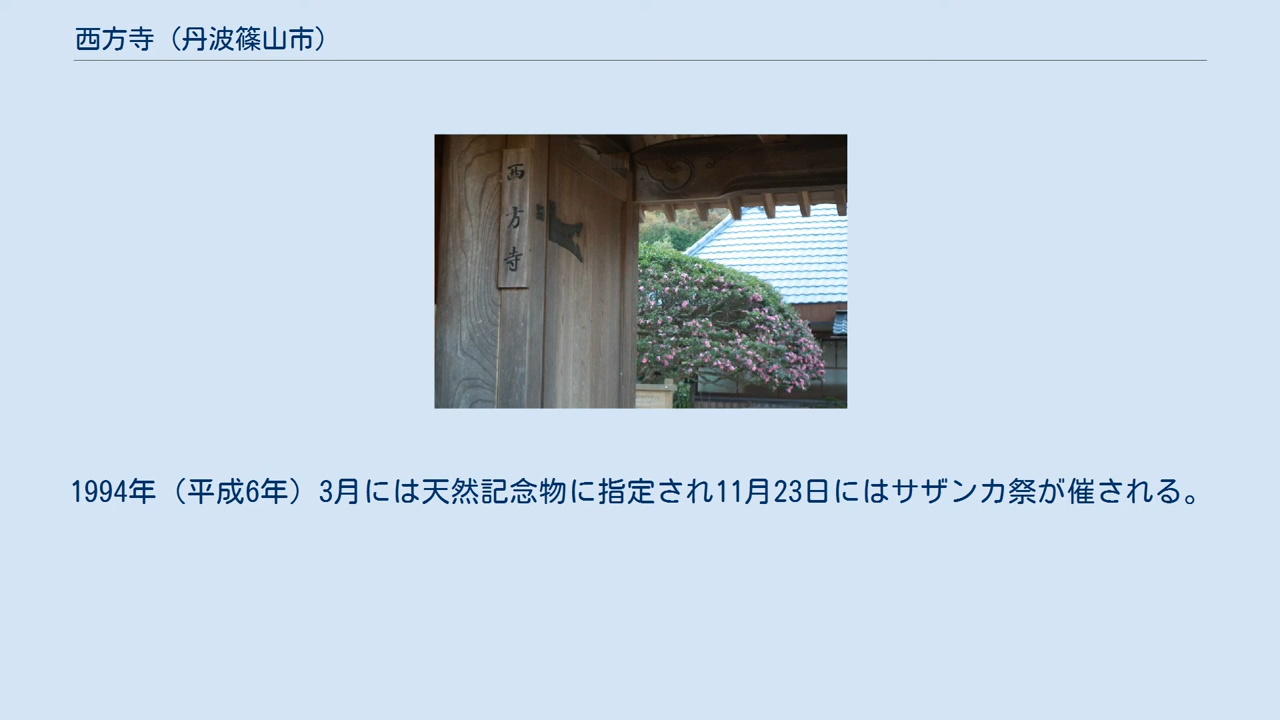 西方寺（丹波篠山市）
西方寺
1994年（平成6年）3月には天然記念物に指定され11月23日にはサザンカ祭が催される。